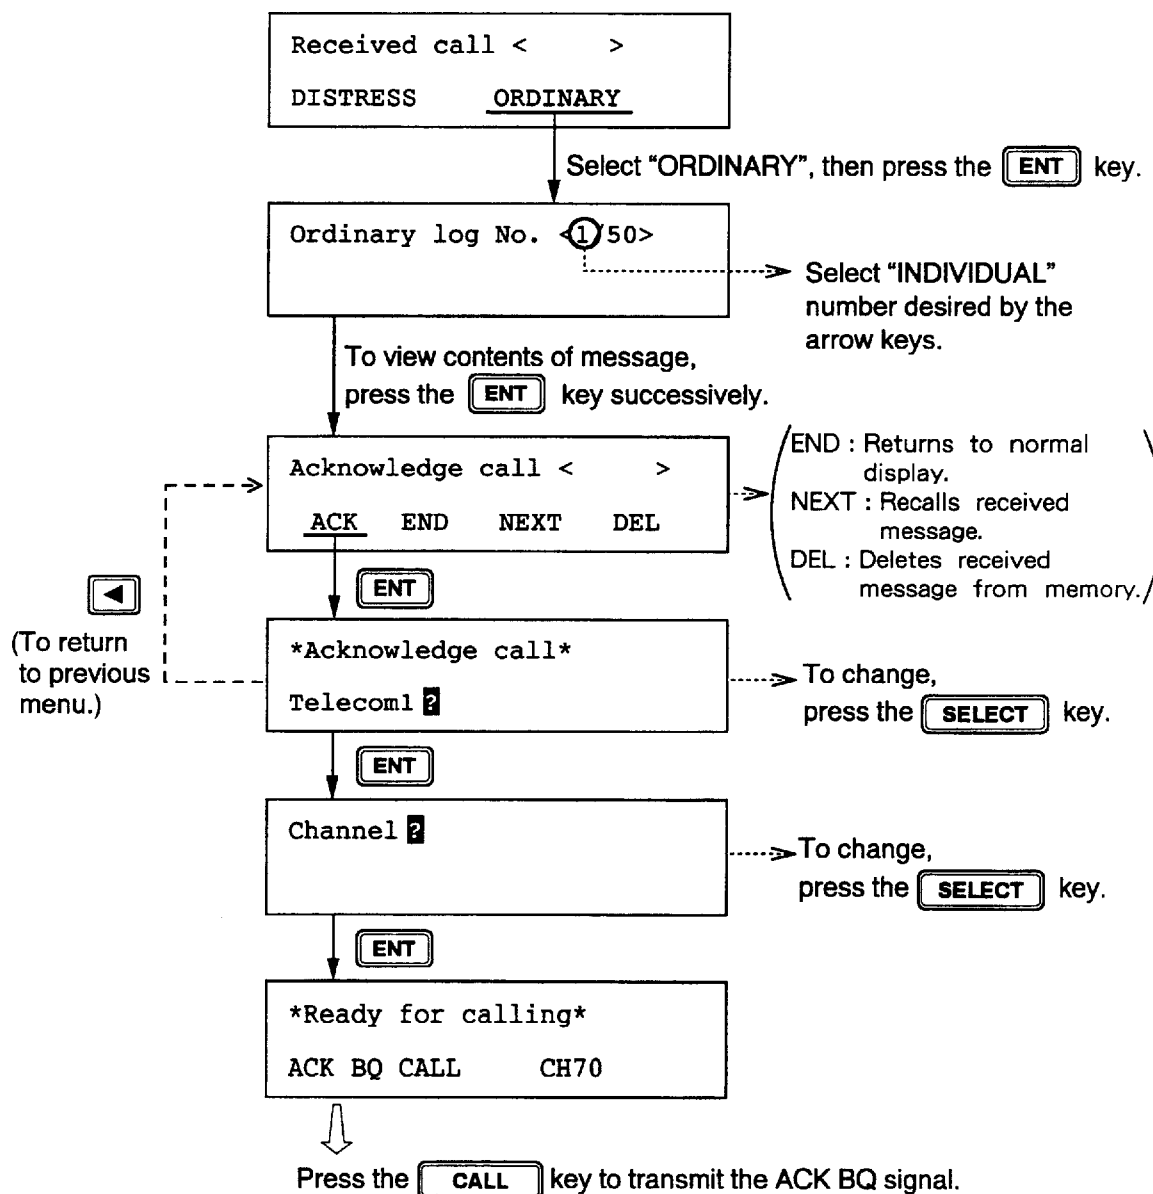 Received call < >
DISTRESS ORDINARY
Select “ORDINARY”, then press the ENT key.
Ordinary log No. <1/50>
Select “INDIVIDUAL”
number desired by the
arrow keys.
To view contents of message,
press the ENT key successively.
Acknowledge call < >
ACK END NEXT DEL
END : Returns to normal
display.
NEXT : Recalls received
message.
DEL : Deletes received
message from memory.
ENT
◄
(To return
to previous
menu.)
*Acknowledge call*
Telecom1 ?
To change,
press the SELECT key.
ENT
Channel ?
To change,
press the SELECT key.
ENT
*Ready for calling*
ACK BQ CALL CH70
Press the CALL key to transmit the ACK BQ signal.